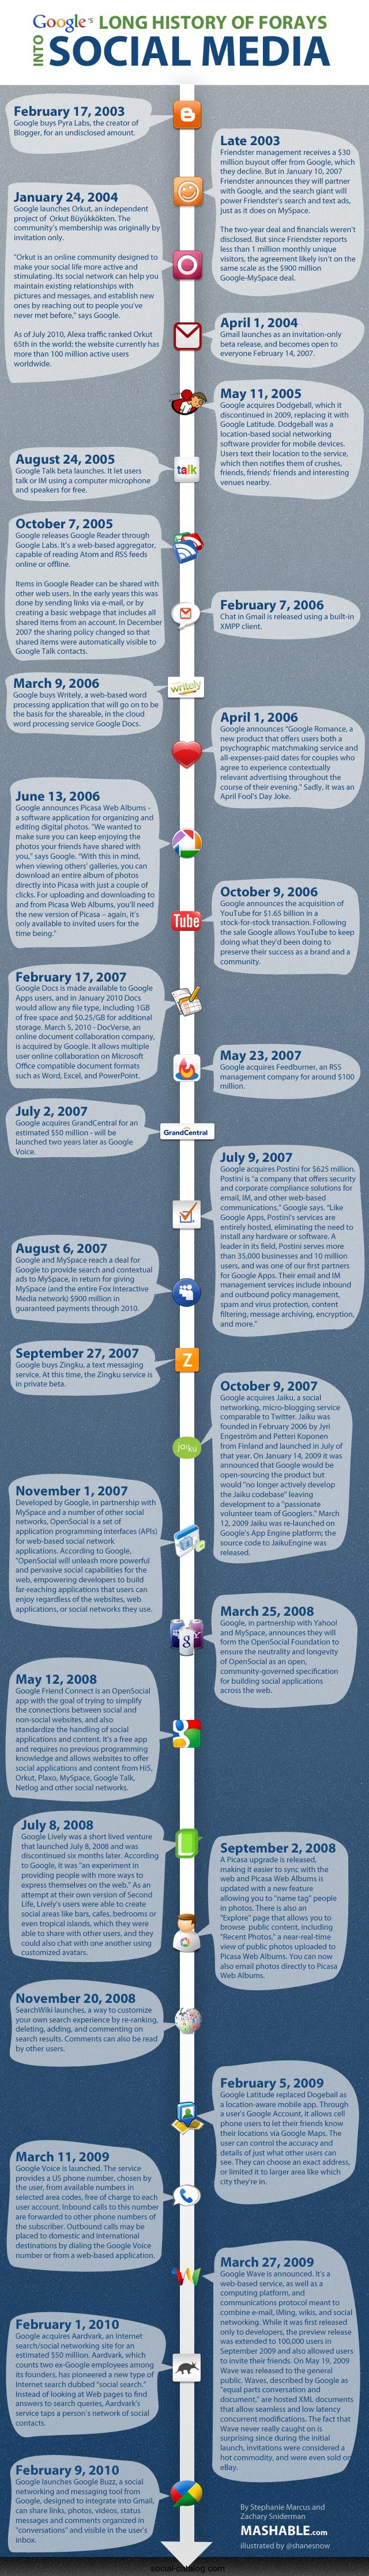 Google's LONG HISTORY OF FORAYS
INTO SOCIAL MEDIA
February 17, 2003
Google buys Pyra Labs, the creator of
Blogger, for an undisclosed amount.
Late 2003
Friendster management receives a $30
million buyout offer from Google, which
they decline. But in January 10, 2007
Friendster announces they will partner
with Google, and the search giant will
power Friendster's search and text ads,
just as it does on MySpace.
The two-year deal and financials weren't
disclosed. But since Friendster reports
less than 1 million monthly unique
visitors, the agreement likely isn't on the
same scale as the $900 million
Google-MySpace deal.
January 24, 2004
Google launches Orkut, an independent
project of Orkut Büyükkökten. The
community's membership was originally by
invitation only.
"Orkut is an online community designed to
make your social life more active and
stimulating. Its social network can help you
maintain existing relationships with
pictures and messages, and establish new
ones by reaching out to people you've
never met before," says Google.
As of July 2010, Alexa traffic ranked Orkut
65th in the world; the website currently has
more than 100 million active users
worldwide.
April 1, 2004
Gmail launches as an invitation-only
beta release, and becomes open to
everyone February 14, 2007.
May 11, 2005
Google acquires Dodgeball, which it
discontinued in 2009, replacing it with
Google Latitude. Dodgeball was a
location-based social networking
software provider for mobile devices.
Users text their location to the service,
which then notifies them of crushes,
friends, friends' friends and interesting
venues nearby.
August 24, 2005
Google Talk beta launches. It let users
talk or IM using a computer microphone
and speakers for free.
talk
October 7, 2005
Google releases Google Reader through
Google Labs. It's a web-based aggregator,
capable of reading Atom and RSS feeds
online or offline.
Items in Google Reader can be shared with
other web users. In the early years this was
done by sending links via e-mail, or by
creating a basic webpage that includes all
shared items from an account. In December
2007 the sharing policy changed so that
shared items were automatically visible to
Google Talk contacts.
February 7, 2006
Chat in Gmail is released using a built-in
XMPP client.
March 9, 2006
Google buys Writely, a web-based word
processing application that will go on to be
the basis for the shareable, in the cloud
word processing service Google Docs.
writely
April 1, 2006
Google announces "Google Romance, a
new product that offers users both a
psychographic matchmaking service and
all-expenses-paid dates for couples who
agree to experience contextually
relevant advertising throughout the
course of their evening." Sadly, it was an
April Fool's Day Joke.
June 13, 2006
Google announces Picasa Web Albums -
a software application for organizing and
editing digital photos. "We wanted to
make sure you can keep enjoying the
photos your friends have shared with
you," says Google. "With this in mind,
when viewing others' galleries, you can
download an entire album of photos
directly into Picasa with just a couple of
clicks. For uploading and downloading to
and from Picasa Web Albums, you'll need
the new version of Picasa – again, it's
only available to invited users for the
time being."
October 9, 2006
Google announces the acquisition of
YouTube for $1.65 billion in a
stock-for-stock transaction. Following
the sale Google allows YouTube to keep
doing what they'd been doing to
preserve their success as a brand and a
community.
Tube
February 17, 2007
Google Docs is made available to Google
Apps users, and in January 2010 Docs
would allow any file type, including 1GB
of free space and $0.25/GB for additional
storage. March 5, 2010 - DocVerse, an
online document collaboration company,
is acquired by Google. It allows multiple
user online collaboration on Microsoft
Office compatible document formats
such as Word, Excel, and PowerPoint.
May 23, 2007
Google acquires Feedburner, an RSS
management company for around $100
million.
July 2, 2007
Google acquires GrandCentral for an
estimated $50 million - will be
launched two years later as Google
Voice.
GrandCentral
July 9, 2007
Google acquires Postini for $625 million.
Postini is "a company that offers security
and corporate compliance solutions for
email, IM, and other web-based
communications," Google says. "Like
Google Apps, Postini's services are
entirely hosted, eliminating the need to
install any hardware or software. A
leader in its field, Postini serves more
than 35,000 businesses and 10 million
users, and was one of our first partners
for Google Apps. Their email and IM
management services include inbound
and outbound policy management,
spam and virus protection, content
filtering, message archiving, encryption,
and more."
August 6, 2007
Google and MySpace reach a deal for
Google to provide search and contextual
ads to MySpace, in return for giving
MySpace (and the entire Fox Interactive
Media network) $900 million in
guaranteed payments through 2010.
September 27, 2007
Google buys Zingku, a text messaging
service. At this time, the Zingku service is
in private beta.
Z
October 9, 2007
Google acquires Jaiku, a social
networking, micro-blogging service
comparable to Twitter. Jaiku was
founded in February 2006 by Jyri
Engeström and Petteri Koponen
from Finland and launched in July of
that year. On January 14, 2009 it was
announced that Google would be
open-sourcing the product but
would "no longer actively develop
the Jaiku codebase" leaving
development to a "passionate
volunteer team of Googlers." March
12, 2009 Jaiku was re-launched on
Google's App Engine platform; the
source code to JaikuEngine was
released.
jaiku
November 1, 2007
Developed by Google, in partnership with
MySpace and a number of other social
networks, OpenSocial is a set of
application programming interfaces (APIs)
for web-based social network
applications. According to Google,
"OpenSocial will unleash more powerful
and pervasive social capabilities for the
web, empowering developers to build
far-reaching applications that users can
enjoy regardless of the websites, web
applications, or social networks they use.
March 25, 2008
Google, in partnership with Yahoo!
and MySpace, announces they will
form the OpenSocial Foundation to
ensure the neutrality and longevity
of OpenSocial as an open,
community-governed specification
for building social applications
across the web.
May 12, 2008
Google Friend Connect is an OpenSocial
app with the goal of trying to simplify
the connections between social and
non-social websites, and also
standardize the handling of social
applications and content. It's a free app
and requires no previous programming
knowledge and allows websites to offer
social applications and content from Hi5,
Orkut, Plaxo, MySpace, Google Talk,
Netlog and other social networks.
July 8, 2008
Google Lively was a short lived venture
that launched July 8, 2008 and was
discontinued six months later. According
to Google, it was "an experiment in
providing people with more ways to
express themselves on the web." As an
attempt at their own version of Second
Life, Lively's users were able to create
social areas like bars, cafes, bedrooms or
even tropical islands, which they were
able to share with other users, and they
could also chat with one another using
customized avatars.
September 2, 2008
A Picasa upgrade is released,
making it easier to sync with the
web and Picasa Web Albums is
updated with a new feature
allowing you to "name tag" people
in photos. There is also an
"Explore" page that allows you to
browse public content, including
"Recent Photos," a near-real-time
view of public photos uploaded to
Picasa Web Albums. You can now
also email photos directly to Picasa
Web Albums.
November 20, 2008
SearchWiki launches, a way to customize
your own search experience by re-ranking,
deleting, adding, and commenting on
search results. Comments can also be read
by other users.
February 5, 2009
Google Latitude replaced Dogeball as
a location-aware mobile app. Through
a user's Google Account, it allows cell
phone users to let their friends know
their locations via Google Maps. The
user can control the accuracy and
details of just what other users can
see. They can choose an exact address,
or limited it to larger area like which
city they're in.
March 11, 2009
Google Voice is launched. The service
provides a US phone number, chosen by
the user, from available numbers in
selected area codes, free of charge to each
user account. Inbound calls to this number
are forwarded to other phone numbers of
the subscriber. Outbound calls may be
placed to domestic and international
destinations by dialing the Google Voice
number or from a web-based application.
March 27, 2009
Google Wave is announced. It's a
web-based service, as well as a
computing platform, and
communications protocol meant to
combine e-mail, IMing, wikis, and social
networking. While it was first released
only to developers, the preview release
was extended to 100,000 users in
September 2009 and also allowed users
to invite their friends. On May 19, 2009
Wave was released to the general
public. Waves, described by Google as
"equal parts conversation and
document," are hosted XML documents
that allow seamless and low latency
concurrent modifications. The fact that
Wave never really caught on is
surprising since during the initial
launch, invitations were considered a
hot commodity, and were even sold on
eBay.
February 1, 2010
Google acquires Aardvark, an Internet
search/social networking site for an
estimated $50 million. Aardvark, which
counts two ex-Google employees among
its founders, has pioneered a new type of
Internet search dubbed "social search."
Instead of looking at Web pages to find
answers to search queries, Aardvark's
service taps a person's network of social
contacts.
February 9, 2010
Google launches Google Buzz, a social
networking and messaging tool from
Google, designed to integrate into Gmail,
can share links, photos, videos, status
messages and comments organized in
"conversations" and visible in the user's
inbox.
By Stephanie Marcus and
Zachary Sniderman
MASHABLE.com
illustrated by @shanesnow
social-catalog.com